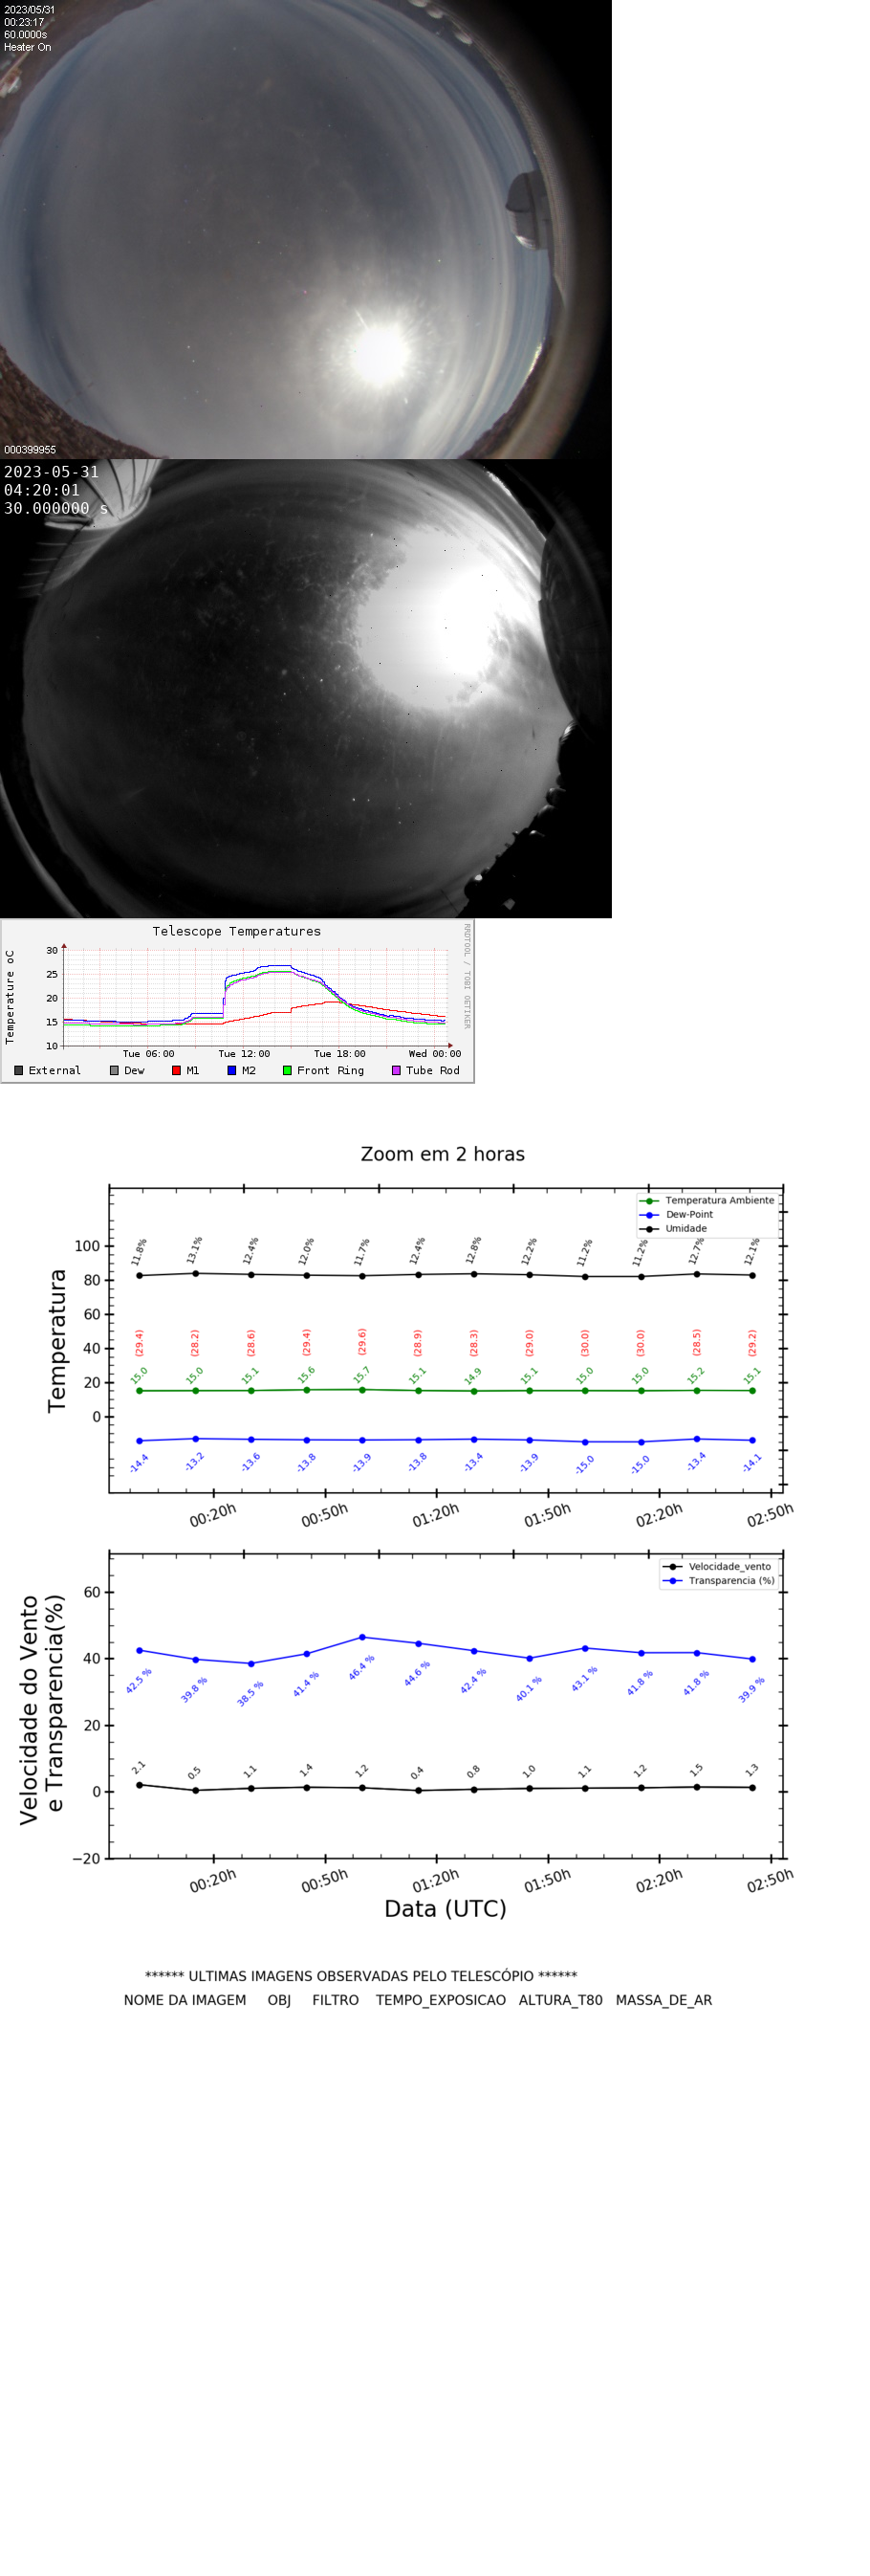 2023/05/31
00:23:17
60.0000s
Heater On
000399955
2023-05-31
04:20:01
30.000000 s
Telescope Temperatures
Temperature oC
30
25
20
15
10
Tue 06:00 Tue 12:00 Tue 18:00 Wed 00:00
External Dew M1 M2 Front Ring Tube Rod
RRDTOOL / TOBI OETIKER
Zoom em 2 horas
Temperatura Ambiente
Dew-Point
Umidade
Temperatura
100
80
60
40
20
0
11.8% 13.1% 12.4% 12.0% 11.7% 12.4% 12.8% 12.2% 11.2% 11.2% 12.7% 12.1%
(29.4) (28.2) (28.6) (29.4) (29.6) (28.9) (28.3) (29.0) (30.0) (30.0) (28.5) (29.2)
15.0 15.0 15.1 15.6 15.7 15.1 14.9 15.1 15.0 15.0 15.2 15.1
-14.4 -13.2 -13.6 -13.8 -13.9 -13.8 -13.4 -13.9 -15.0 -15.0 -13.4 -14.1
00:20h 00:50h 01:20h 01:50h 02:20h 02:50h
Velocidade_vento
Transparencia (%)
Velocidade do Vento
e Transparencia(%)
60
40
20
0
−20
42.5 % 39.8 % 38.5 % 41.4 % 46.4 % 44.6 % 42.4 % 40.1 % 43.1 % 41.8 % 41.8 % 39.9 %
2.1 0.5 1.1 1.4 1.2 0.4 0.8 1.0 1.1 1.2 1.5 1.3
00:20h 00:50h 01:20h 01:50h 02:20h 02:50h
Data (UTC)
****** ULTIMAS IMAGENS OBSERVADAS PELO TELESCÓPIO ******
NOME DA IMAGEM OBJ FILTRO TEMPO_EXPOSICAO ALTURA_T80 MASSA_DE_AR